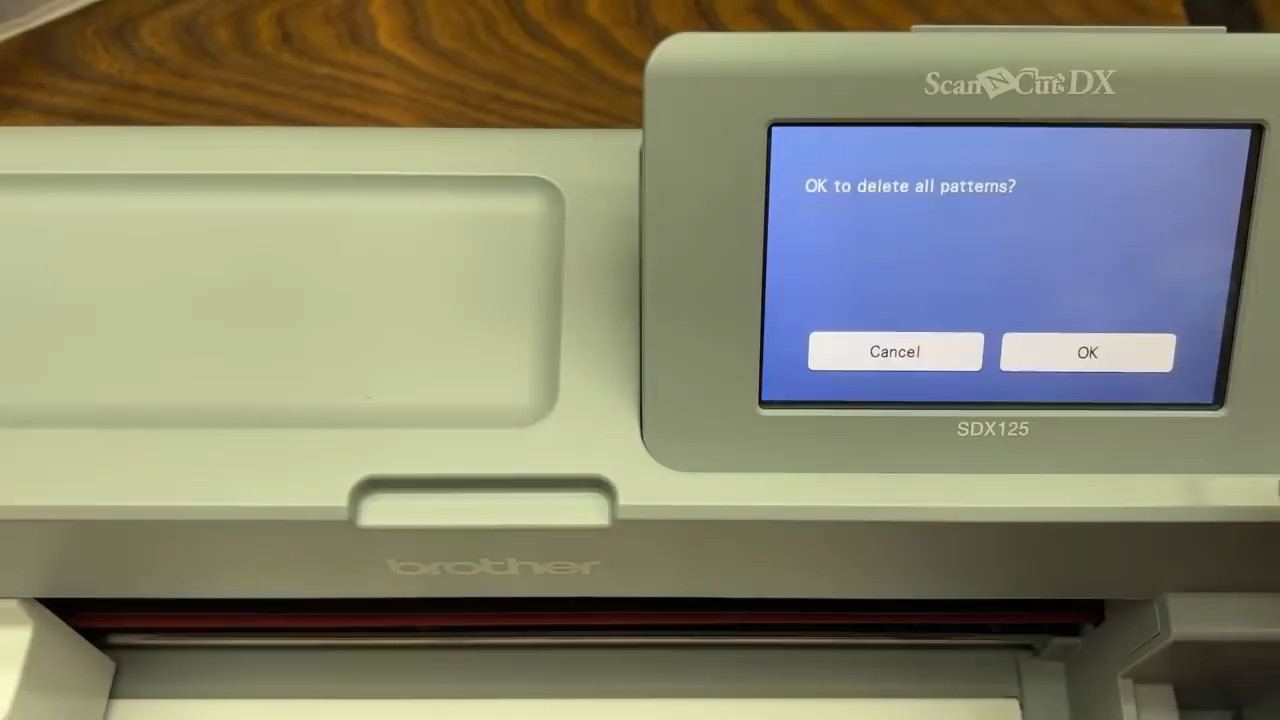 ScanNCut DX
OK to delete all patterns?
Cancel
OK
SDX125
brother